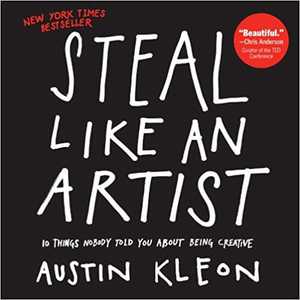 NEW YORK TIMES
BESTSELLER
"Beautiful."
—Chris Anderson
Curator of the TED
Conference
STEAL
LIKE AN
ARTIST
10 THINGS NOBODY TOLD YOU ABOUT BEING CREATIVE
AUSTIN KLEON